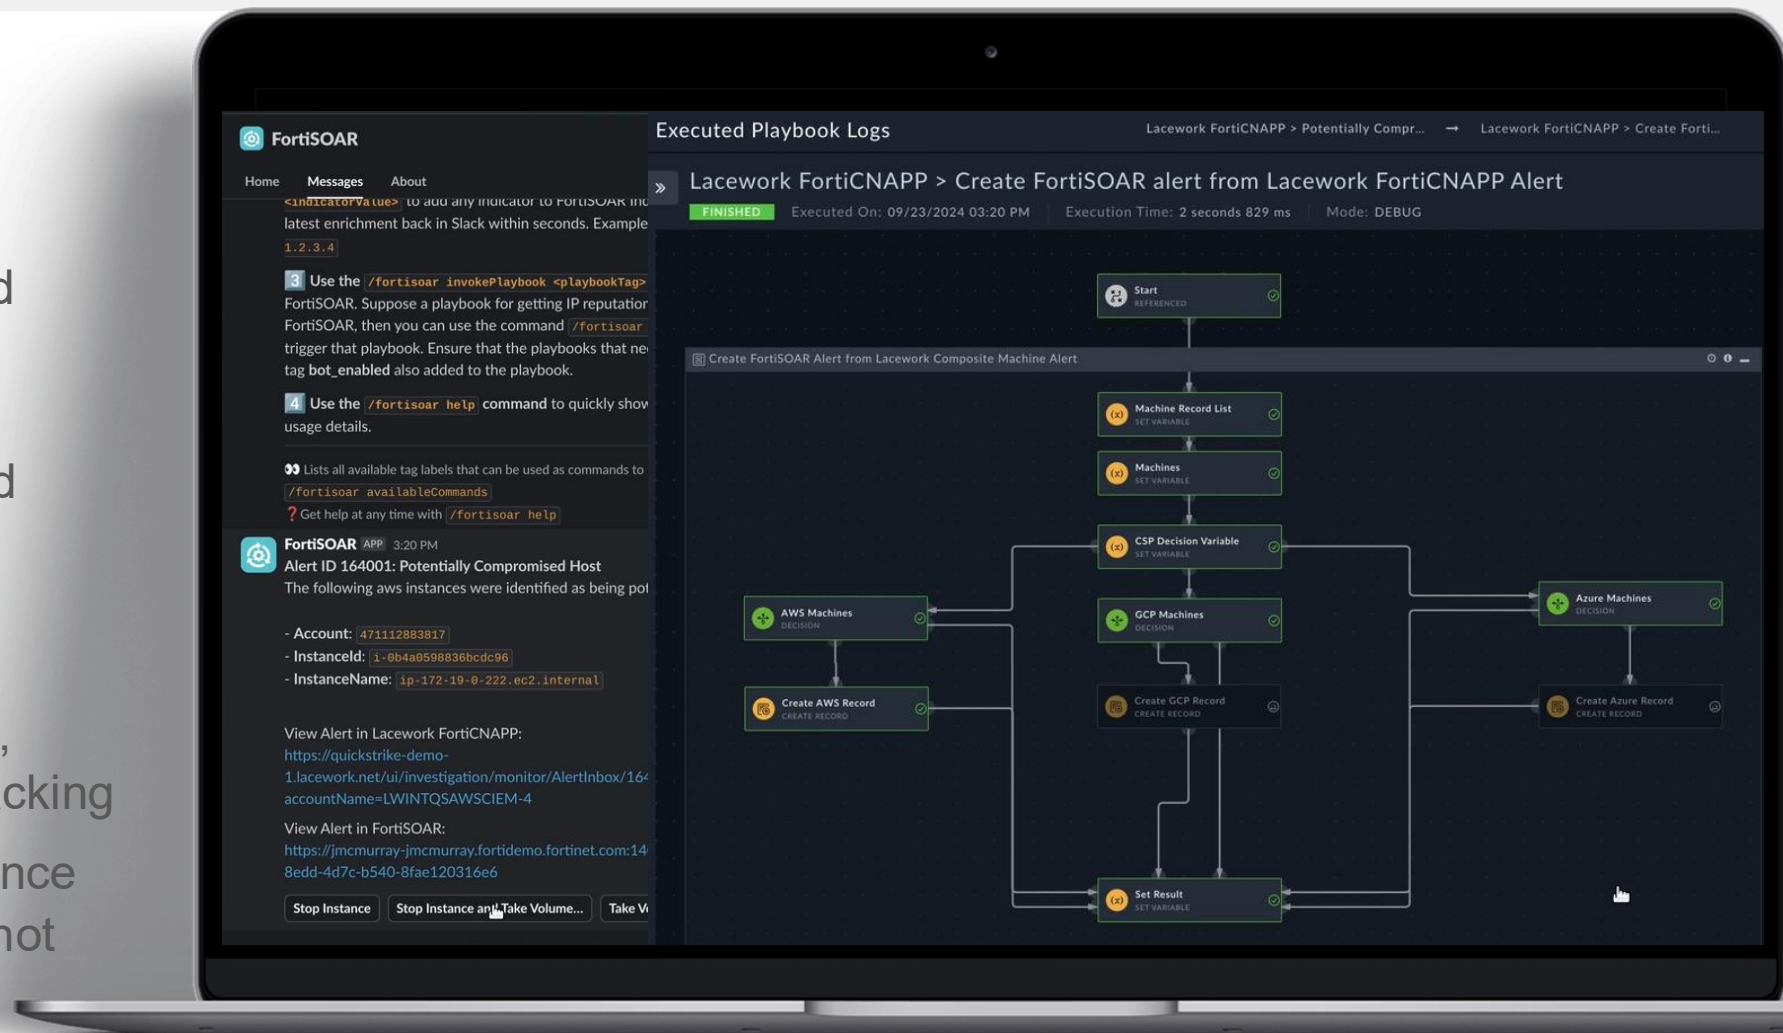 d
d
,
cking
nce
not
FortiSOAR
Home Messages About
<indicatorValue> to add any indicator to FortiSOAR
latest enrichment back in Slack within seconds. Example
1.2.3.4
3 Use the /fortisoar invokePlaybook <playbookTag>
FortiSOAR. Suppose a playbook for getting IP reputation
FortiSOAR, then you can use the command /fortisoar
trigger that playbook. Ensure that the playbooks that
tag bot_enabled also added to the playbook.
4 Use the /fortisoar help command to quickly show
usage details.
👀 Lists all available tag labels that can be used as commands to
/fortisoar availableCommands
❓Get help at any time with /fortisoar help
FortiSOAR APP 3:20 PM
Alert ID 164001: Potentially Compromised Host
The following aws instances were identified as being pot
- Account: 471112883817
- InstanceId: i-0b4a0598836bcdc96
- InstanceName: ip-172-19-0-222.ec2.internal
View Alert in Lacework FortiCNAPP:
https://quickstrike-demo-
1.lacework.net/ui/investigation/monitor/AlertInbox/164
accountName=LWINTQSAWSCIEM-4
View Alert in FortiSOAR:
https://jmcmurray-jmcmurray.fortidemo.fortinet.com:14
8edd-4d7c-b540-8fae120316e6
Stop Instance Stop Instance and Take Volume... Take
Executed Playbook Logs
Lacework FortiCNAPP > Potentially Compr... → Lacework FortiCNAPP > Create Forti...
» Lacework FortiCNAPP > Create FortiSOAR alert from Lacework FortiCNAPP Alert
FINISHED Executed On: 09/23/2024 03:20 PM Execution Time: 2 seconds 829 ms Mode: DEBUG
Start
REFERENCED
Create FortiSOAR Alert from Lacework Composite Machine Alert
Machine Record List
SET VARIABLE
Machines
SET VARIABLE
CSP Decision Variable
SET VARIABLE
AWS Machines
DECISION
GCP Machines
DECISION
Azure Machines
DECISION
Create AWS Record
CREATE RECORD
Create GCP Record
CREATE RECORD
Create Azure Record
CREATE RECORD
Set Result
SET VARIABLE